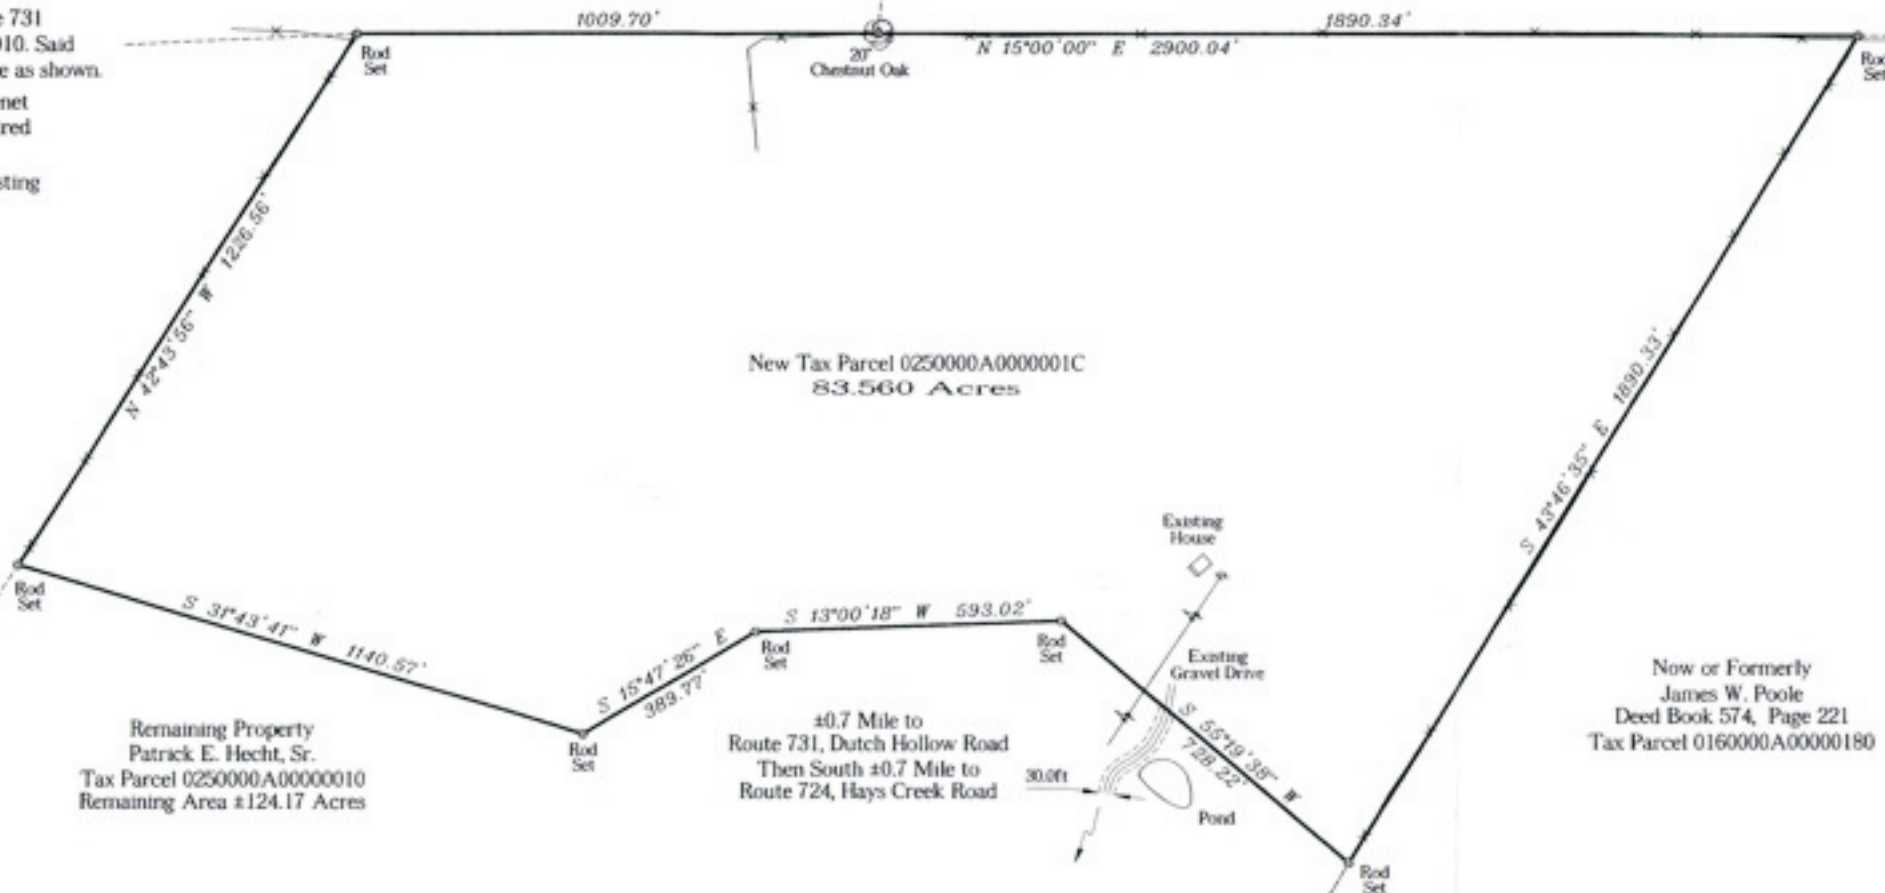 e 731
010. Said
e as shown.
net
red
sting
1009.70'
1890.34'
N 15°00'00" E 2900.04'
Rod
Set
20"
Chestnut Oak
Rod
Set
N 42°43'56" W 1226.56'
New Tax Parcel 0250000A0000001C
83.560 Acres
S 43°46'35" E 1890.33'
Existing
House
Rod
Set
S 31°43'41" W 1140.57'
S 15°47'26" E
389.77'
S 13°00'18" W 593.02'
Rod
Set
Rod
Set
Existing
Gravel Drive
S 55°19'38" W
728.22'
Now or Formerly
James W. Poole
Deed Book 574, Page 221
Tax Parcel 0160000A00000180
Remaining Property
Patrick E. Hecht, Sr.
Tax Parcel 0250000A00000010
Remaining Area ±124.17 Acres
Rod
Set
±0.7 Mile to
Route 731, Dutch Hollow Road
Then South ±0.7 Mile to
Route 724, Hays Creek Road
30.0ft
Pond
Rod
Set